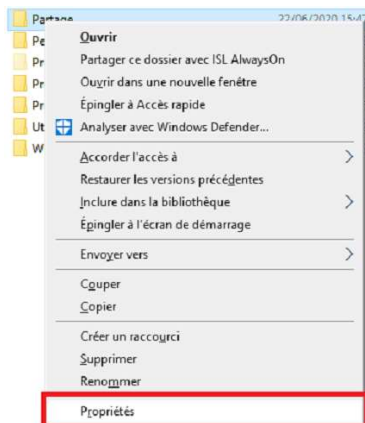 Partage 22/06/2020 15:47
Pe
Ouvrir
Pr
Partager ce dossier avec ISL AlwaysOn
Pr
Ouvrir dans une nouvelle fenêtre
Pr
Épingler à Accès rapide
Ut
Analyser avec Windows Defender...
W
Accorder l'accès à
Restaurer les versions précédentes
Inclure dans la bibliothèque
Épingler à l'écran de démarrage
Envoyer vers
Couper
Copier
Créer un raccourci
Supprimer
Renommer
Propriétés